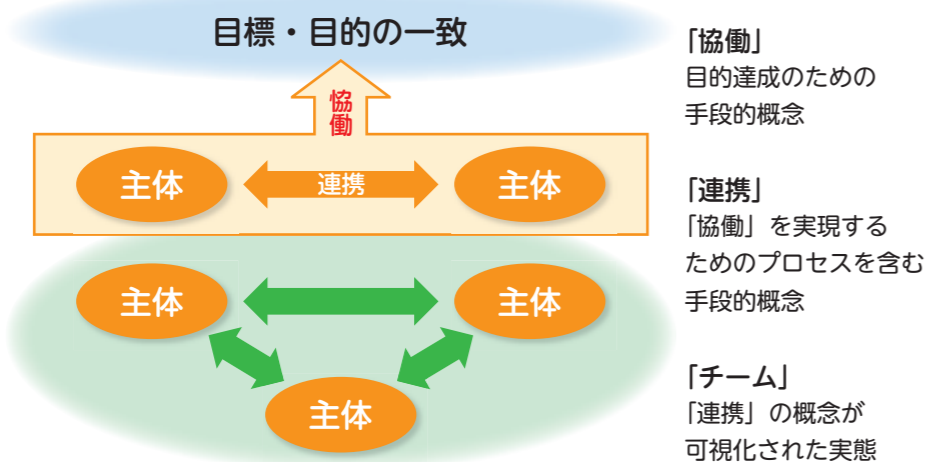 目標・目的の一致
協働
主体
連携
主体
主体
主体
主体
「協働」
目的達成のための
手段的概念
「連携」
「協働」を実現する
ためのプロセスを含む
手段的概念
「チーム」
「連携」の概念が
可視化された実態